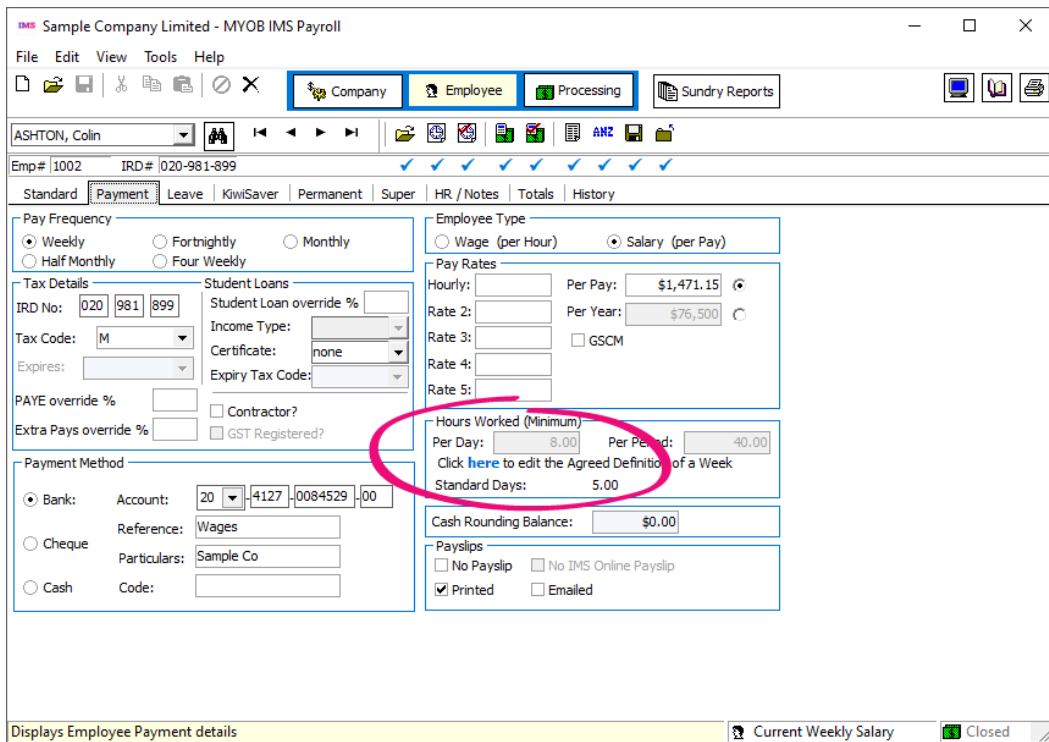 IMS Sample Company Limited - MYOB IMS Payroll
File Edit View Tools Help
Company Employee Processing Sundry Reports
ASHTON, Colin ANZ
Emp# 1002 IRD# 020-981-899
Standard Payment Leave KiwiSaver Permanent Super HR / Notes Totals History
Pay Frequency
Weekly Fortnightly Monthly
Half Monthly Four Weekly
Tax Details
IRD No: 020 981 899
Tax Code: M
Expires:
PAYE override %
Extra Pays override %
Student Loans
Student Loan override %
Income Type:
Certificate: none
Expiry Tax Code:
Contractor?
GST Registered?
Payment Method
Bank: Account: 20 -4127 -0084529 -00
Reference: Wages
Cheque
Particulars: Sample Co
Cash Code:
Employee Type
Wage (per Hour) Salary (per Pay)
Pay Rates
Hourly: Per Pay: $1,471.15
Rate 2: Per Year: $76,500
Rate 3: GSCM
Rate 4:
Rate 5:
Hours Worked (Minimum)
Per Day: 8.00 Per Period: 40.00
Click here to edit the Agreed Definition of a Week
Standard Days: 5.00
Cash Rounding Balance: $0.00
Payslips
No Payslip No IMS Online Payslip
Printed Emailed
Displays Employee Payment details Current Weekly Salary Closed